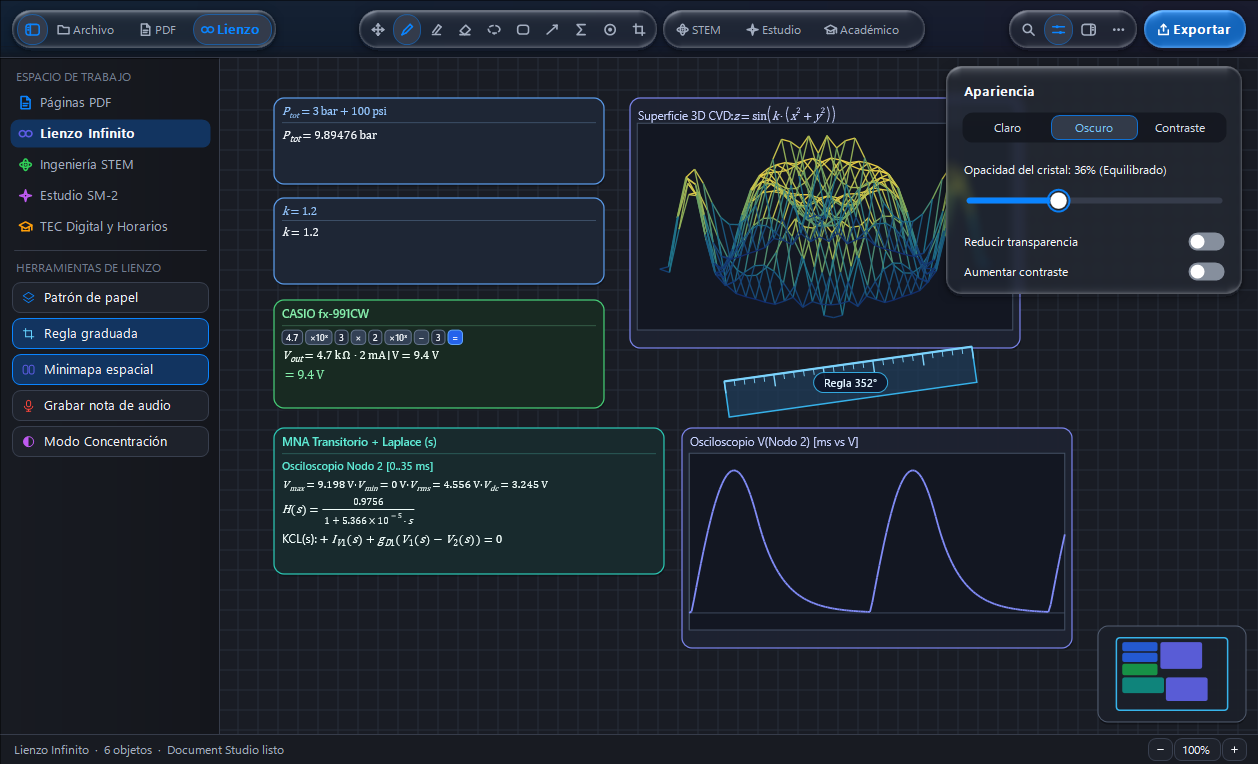 Archivo PDF Lienzo STEM Estudio Académico Exportar
ESPACIO DE TRABAJO
Páginas PDF
Lienzo Infinito
Ingeniería STEM
Estudio SM-2
TEC Digital y Horarios
HERRAMIENTAS DE LIENZO
Patrón de papel
Regla graduada
Minimapa espacial
Grabar nota de audio
Modo Concentración
P_tot = 3 bar + 100 psi
P_tot = 9.89476 bar
k = 1.2
k = 1.2
CASIO fx-991CW
4.7 ×10ˣ 3 × 2 ×10ˣ − 3 =
V_out = 4.7 kΩ · 2 mA | V = 9.4 V
= 9.4 V
MNA Transitorio + Laplace (s)
Osciloscopio Nodo 2 [0..35 ms]
V_max = 9.198 V · V_min = 0 V · V_rms = 4.556 V · V_dc = 3.245 V
H(s) = 0.9756 / (1 + 5.366 × 10⁻⁵ · s)
KCL(s): + I_V1(s) + g_D1(V₁(s) − V₂(s)) = 0
Superficie 3D CVD: z = sin(k · (x² + y²))
Regla 352°
Osciloscopio V(Nodo 2) [ms vs V]
Apariencia
Claro Oscuro Contraste
Opacidad del cristal: 36% (Equilibrado)
Reducir transparencia
Aumentar contraste
Lienzo Infinito · 6 objetos · Document Studio listo
− 100% +